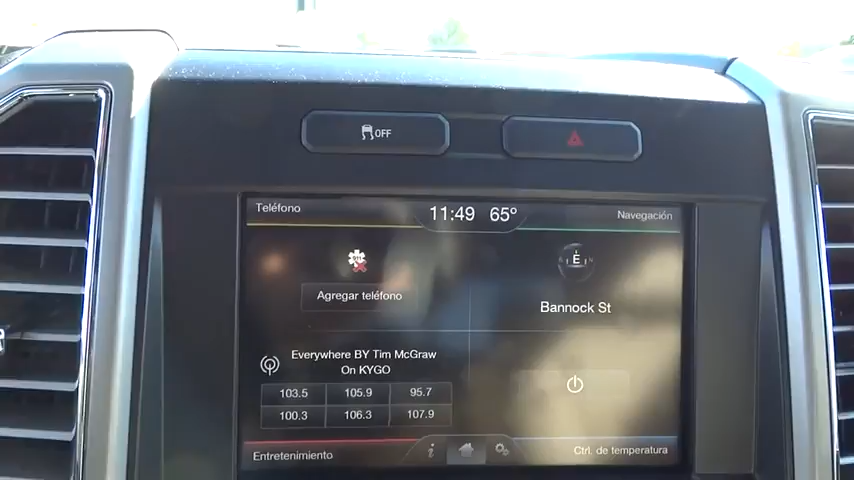 OFF
Teléfono
11:49 65°
Navegación
911
E
Agregar teléfono
Bannock St
Everywhere BY Tim McGraw
On KYGO
103.5 105.9 95.7
100.3 106.3 107.9
Entretenimiento
i
Ctrl. de temperatura